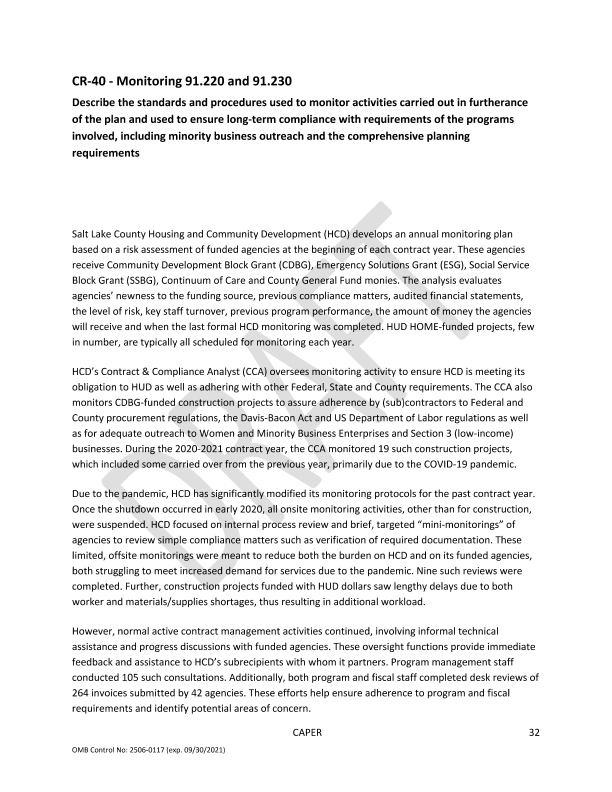 CR-40 - Monitoring 91.220 and 91.230
Describe the standards and procedures used to monitor activities carried out in furtherance
of the plan and used to ensure long-term compliance with requirements of the programs
involved, including minority business outreach and the comprehensive planning
requirements
DRAFT
Salt Lake County Housing and Community Development (HCD) develops an annual monitoring plan
based on a risk assessment of funded agencies at the beginning of each contract year. These agencies
receive Community Development Block Grant (CDBG), Emergency Solutions Grant (ESG), Social Service
Block Grant (SSBG), Continuum of Care and County General Fund monies. The analysis evaluates
agencies’ newness to the funding source, previous compliance matters, audited financial statements,
the level of risk, key staff turnover, previous program performance, the amount of money the agencies
will receive and when the last formal HCD monitoring was completed. HUD HOME-funded projects, few
in number, are typically all scheduled for monitoring each year.
HCD’s Contract & Compliance Analyst (CCA) oversees monitoring activity to ensure HCD is meeting its
obligation to HUD as well as adhering with other Federal, State and County requirements. The CCA also
monitors CDBG-funded construction projects to assure adherence by (sub)contractors to Federal and
County procurement regulations, the Davis-Bacon Act and US Department of Labor regulations as well
as for adequate outreach to Women and Minority Business Enterprises and Section 3 (low-income)
businesses. During the 2020-2021 contract year, the CCA monitored 19 such construction projects,
which included some carried over from the previous year, primarily due to the COVID-19 pandemic.
Due to the pandemic, HCD has significantly modified its monitoring protocols for the past contract year.
Once the shutdown occurred in early 2020, all onsite monitoring activities, other than for construction,
were suspended. HCD focused on internal process review and brief, targeted “mini-monitorings” of
agencies to review simple compliance matters such as verification of required documentation. These
limited, offsite monitorings were meant to reduce both the burden on HCD and on its funded agencies,
both struggling to meet increased demand for services due to the pandemic. Nine such reviews were
completed. Further, construction projects funded with HUD dollars saw lengthy delays due to both
worker and materials/supplies shortages, thus resulting in additional workload.
However, normal active contract management activities continued, involving informal technical
assistance and progress discussions with funded agencies. These oversight functions provide immediate
feedback and assistance to HCD’s subrecipients with whom it partners. Program management staff
conducted 105 such consultations. Additionally, both program and fiscal staff completed desk reviews of
264 invoices submitted by 42 agencies. These efforts help ensure adherence to program and fiscal
requirements and identify potential areas of concern.
CAPER 32
OMB Control No: 2506-0117 (exp. 09/30/2021)